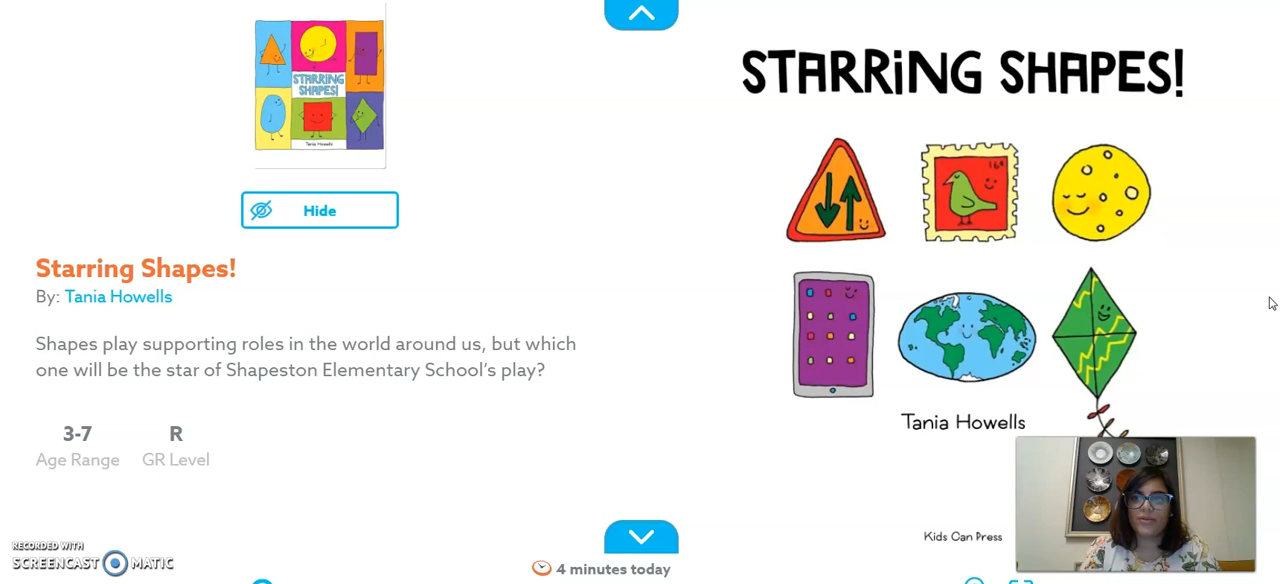 STARRING
SHAPES!
Tania Howells
Hide
Starring Shapes!
By: Tania Howells
Shapes play supporting roles in the world around us, but which
one will be the star of Shapeston Elementary School's play?
3-7
Age Range
R
GR Level
RECORDED WITH
SCREENCAST MATIC
4 minutes today
STARRiNG SHAPES!
16¢
Tania Howells
Kids Can Press